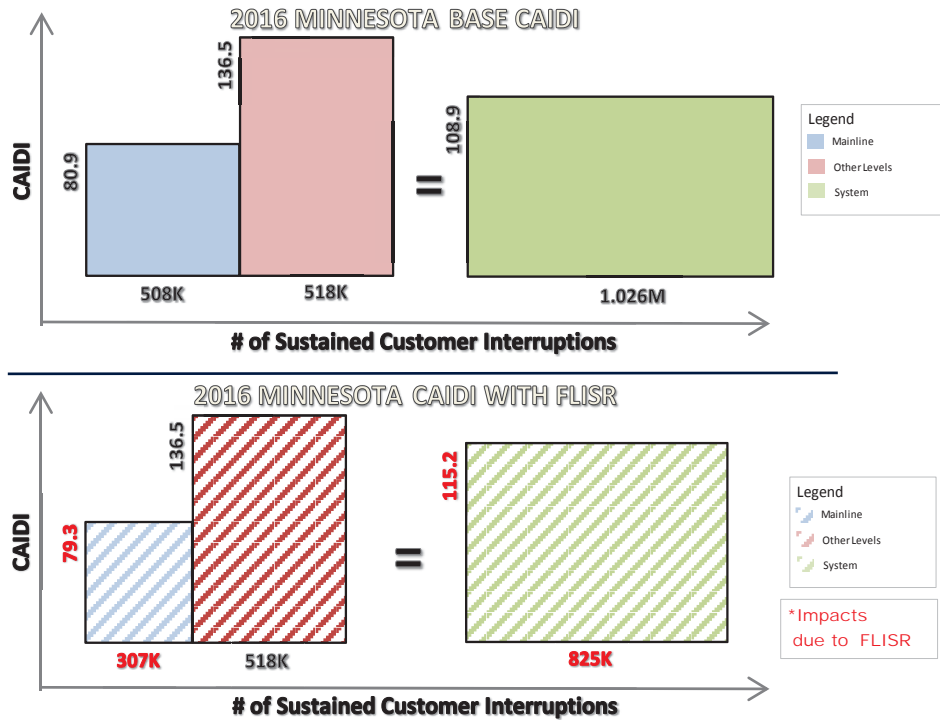 2016 MINNESOTA BASE CAIDI
CAIDI
80.9
136.5
=
108.9
508K
518K
1.026M
# of Sustained Customer Interruptions
Legend
Mainline
Other Levels
System
2016 MINNESOTA CAIDI WITH FLISR
CAIDI
79.3
136.5
=
115.2
307K
518K
825K
# of Sustained Customer Interruptions
Legend
Mainline
Other Levels
System
*Impacts
due to FLISR